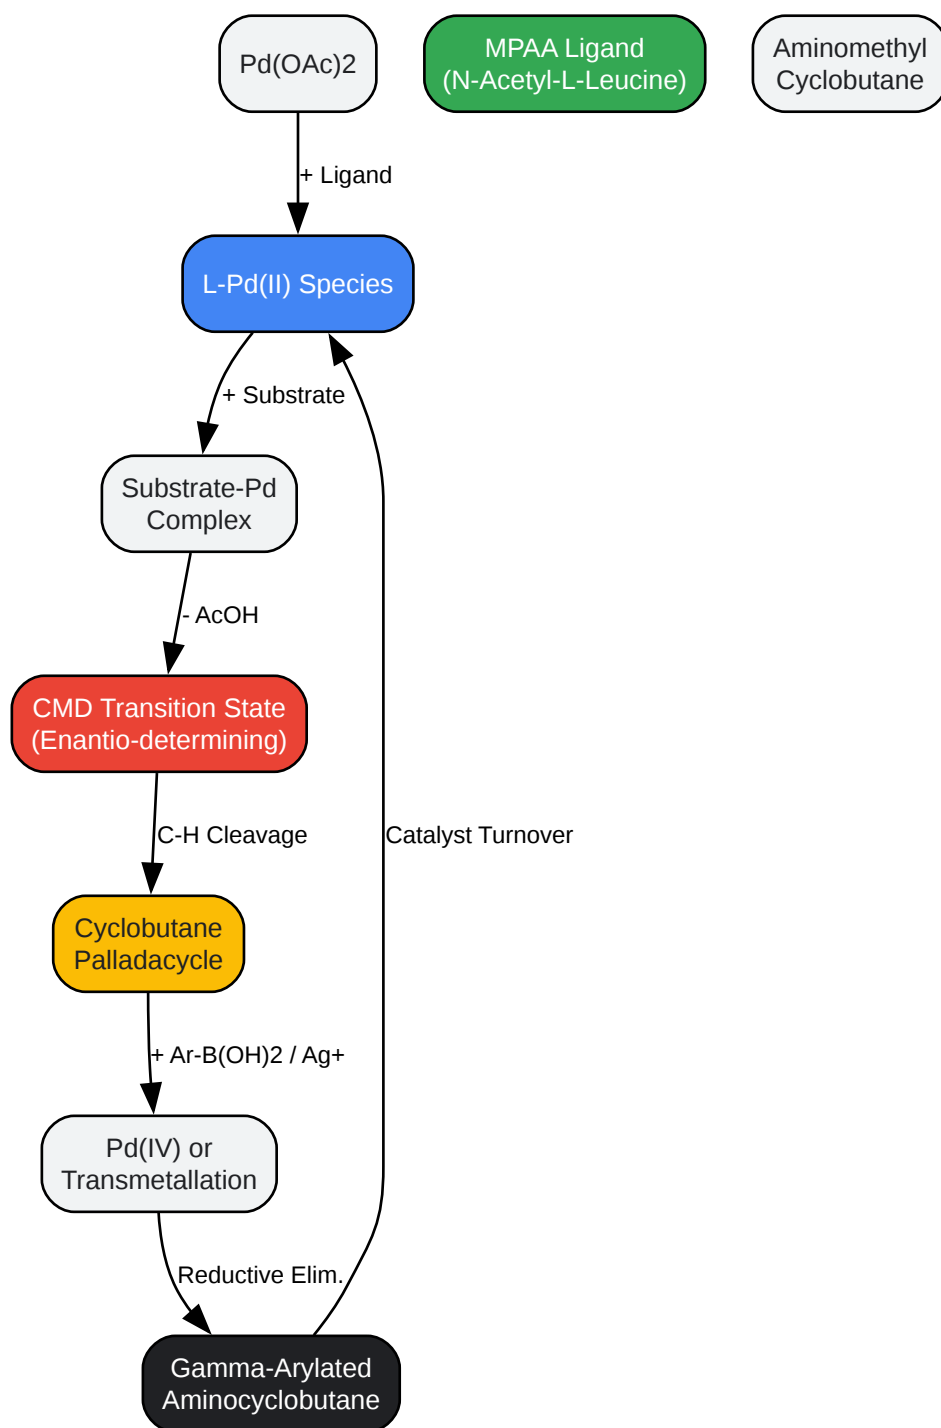 Pd(OAc)2
MPAA Ligand
(N-Acetyl-L-Leucine)
Aminomethyl
Cyclobutane
+ Ligand
L-Pd(II) Species
+ Substrate
Substrate-Pd
Complex
- AcOH
CMD Transition State
(Enantio-determining)
C-H Cleavage
Catalyst Turnover
Cyclobutane
Palladacycle
+ Ar-B(OH)2 / Ag+
Pd(IV) or
Transmetallation
Reductive Elim.
Gamma-Arylated
Aminocyclobutane